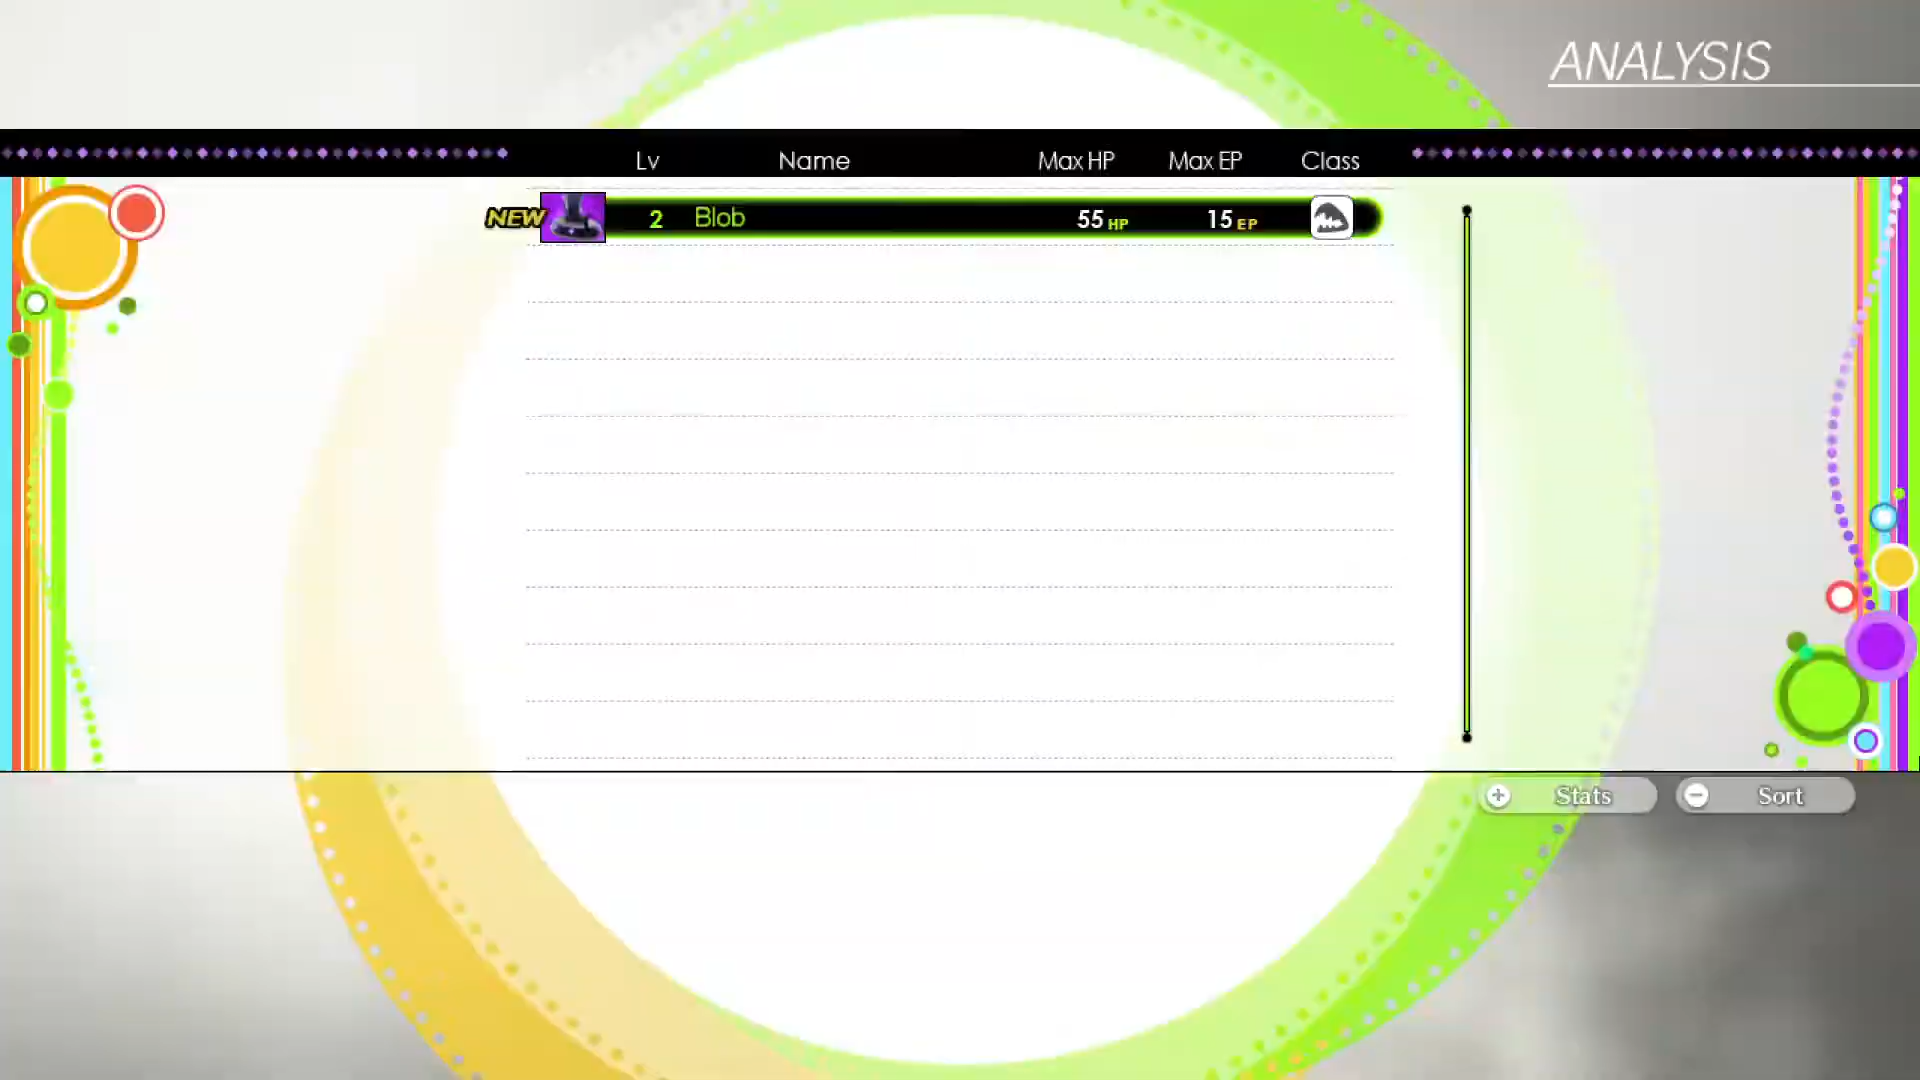 ANALYSIS
Lv Name Max HP Max EP Class
NEW 2 Blob 55 HP 15 EP
+ Stats - Sort